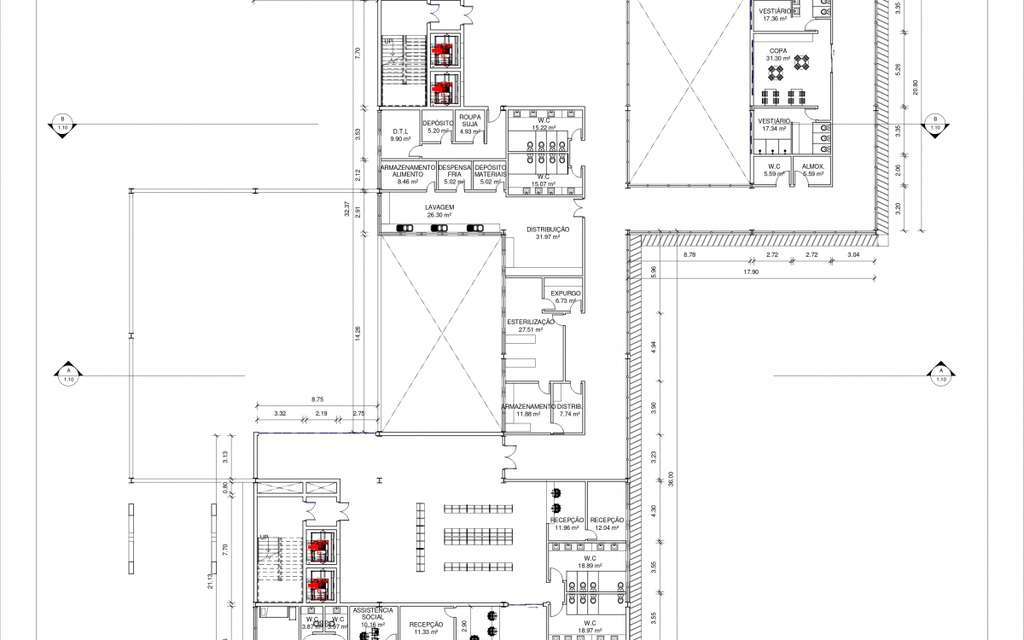 VESTIÁRIO
17.36 m²
3.35
UP
7.70
COPA
31.30 m²
5.26
20.80
B
1.10
D.T.L
9.90 m²
DEPÓSITO
5.20 m²
ROUPA
SUJA
4.93 m²
W.C
15.22 m²
3.53
VESTIÁRIO
17.34 m²
3.35
B
1.10
ARMAZENAMENTO
ALIMENTO
8.46 m²
DESPENSA
FRIA
5.02 m²
DEPÓSITO
MATERIAIS
5.02 m²
W.C
15.07 m²
2.12
W.C
5.59 m²
ALMOX.
5.59 m²
2.06
32.37
2.91
LAVAGEM
26.30 m²
DISTRIBUIÇÃO
31.97 m²
3.20
8.78
2.72
2.72
3.04
17.90
5.96
EXPURGO
6.73 m²
ESTERILIZAÇÃO
27.51 m²
14.26
4.94
A
1.10
A
1.10
8.75
3.32
2.19
2.75
ARMAZENAMENTO
11.88 m²
DISTRIB.
7.74 m²
3.90
3.13
3.23
36.00
0.80
RECEPÇÃO
11.96 m²
RECEPÇÃO
12.04 m²
4.30
UP
7.70
21.13
W.C
18.89 m²
3.55
W.C
3.67 m²
W.C
3.07 m²
ASSISTÊNCIA
SOCIAL
10.16 m²
RECEPÇÃO
11.33 m²
2.90
W.C
18.97 m²
3.55